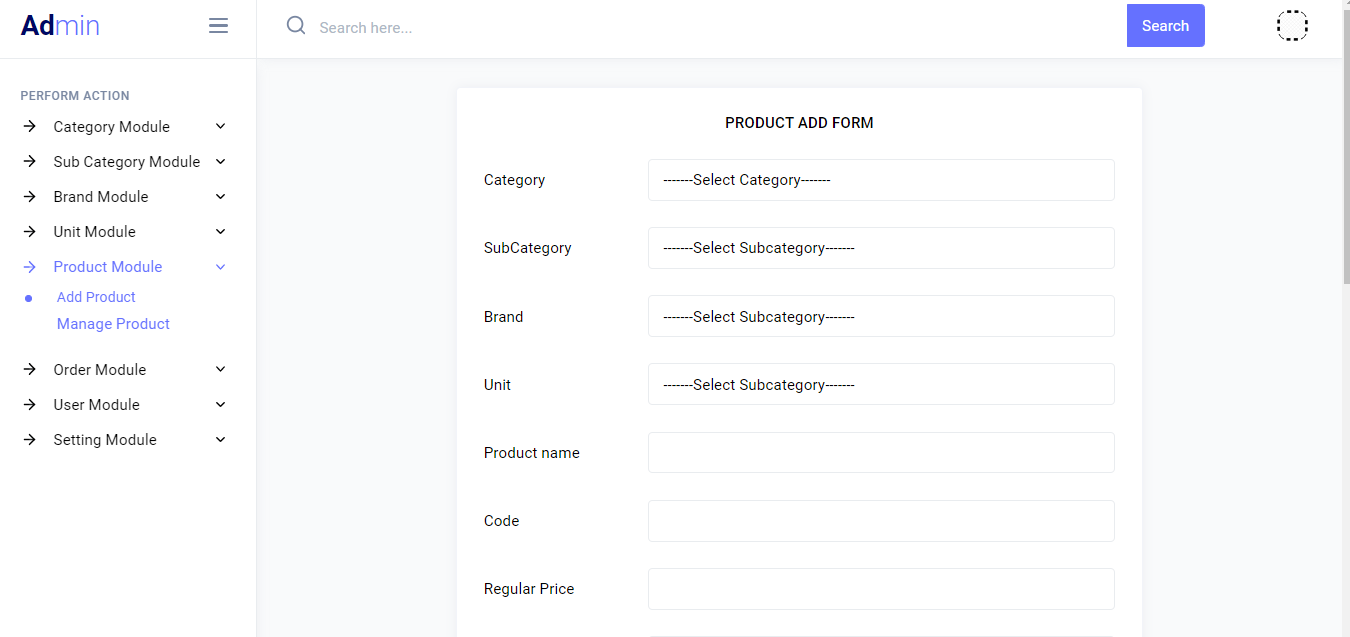 Admin
Search here...
Search
PERFORM ACTION
Category Module
Sub Category Module
Brand Module
Unit Module
Product Module
Add Product
Manage Product
Order Module
User Module
Setting Module
PRODUCT ADD FORM
Category -------Select Category-------
SubCategory -------Select Subcategory-------
Brand -------Select Subcategory-------
Unit -------Select Subcategory-------
Product name
Code
Regular Price